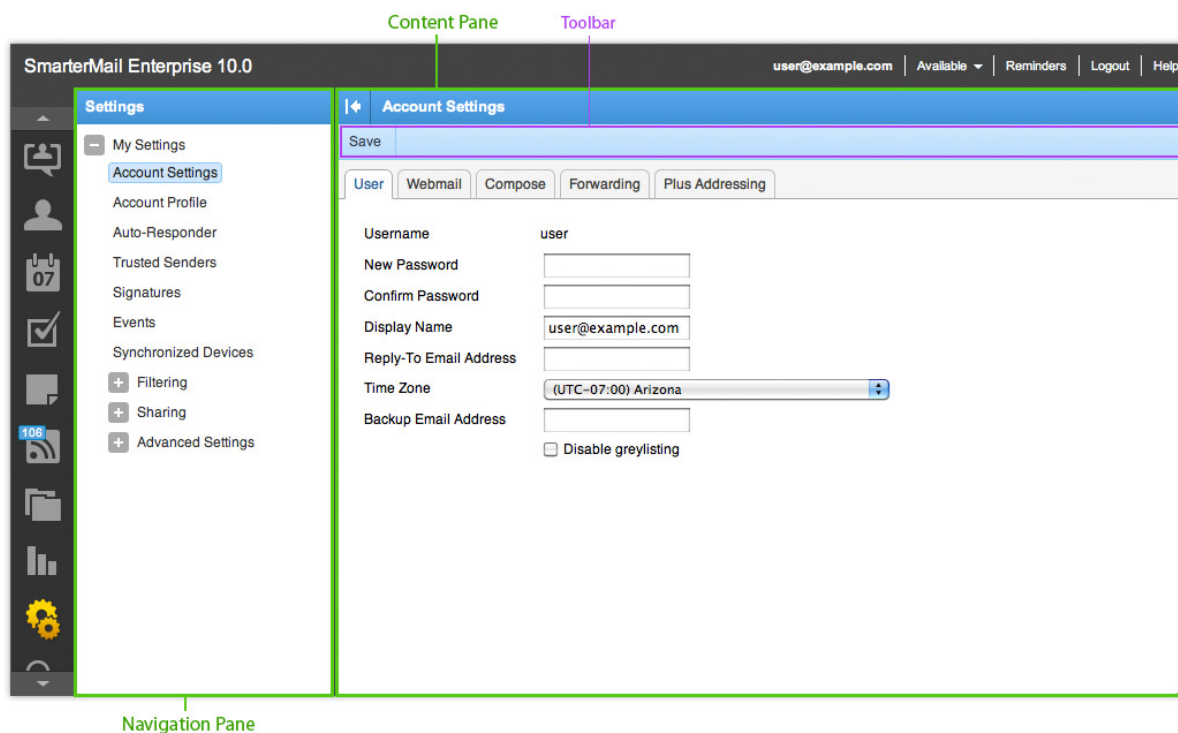 Content Pane
Toolbar
SmarterMail Enterprise 10.0
user@example.com
Available
Reminders
Logout
Help
Settings
Account Settings
My Settings
Save
Account Settings
User
Webmail
Compose
Forwarding
Plus Addressing
Account Profile
Auto-Responder
Trusted Senders
Signatures
Events
Synchronized Devices
Filtering
Sharing
Advanced Settings
Username
user
New Password
Confirm Password
Display Name
user@example.com
Reply-To Email Address
Time Zone
(UTC-07:00) Arizona
Backup Email Address
Disable greylisting
07
106
Navigation Pane